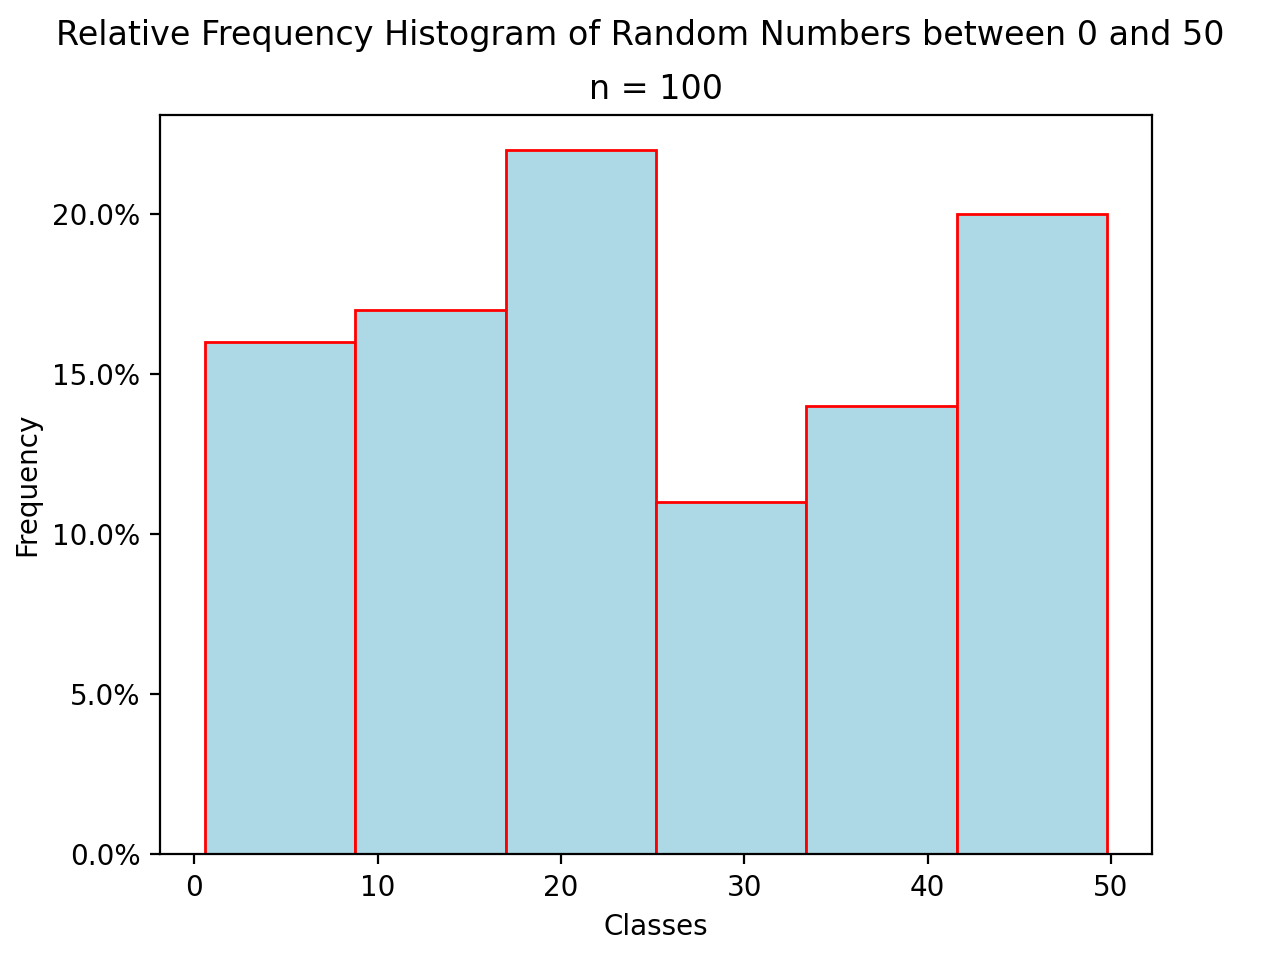 Relative Frequency Histogram of Random Numbers between 0 and 50
n = 100
20.0%
15.0%
10.0%
5.0%
0.0%
Frequency
0 10 20 30 40 50
Classes